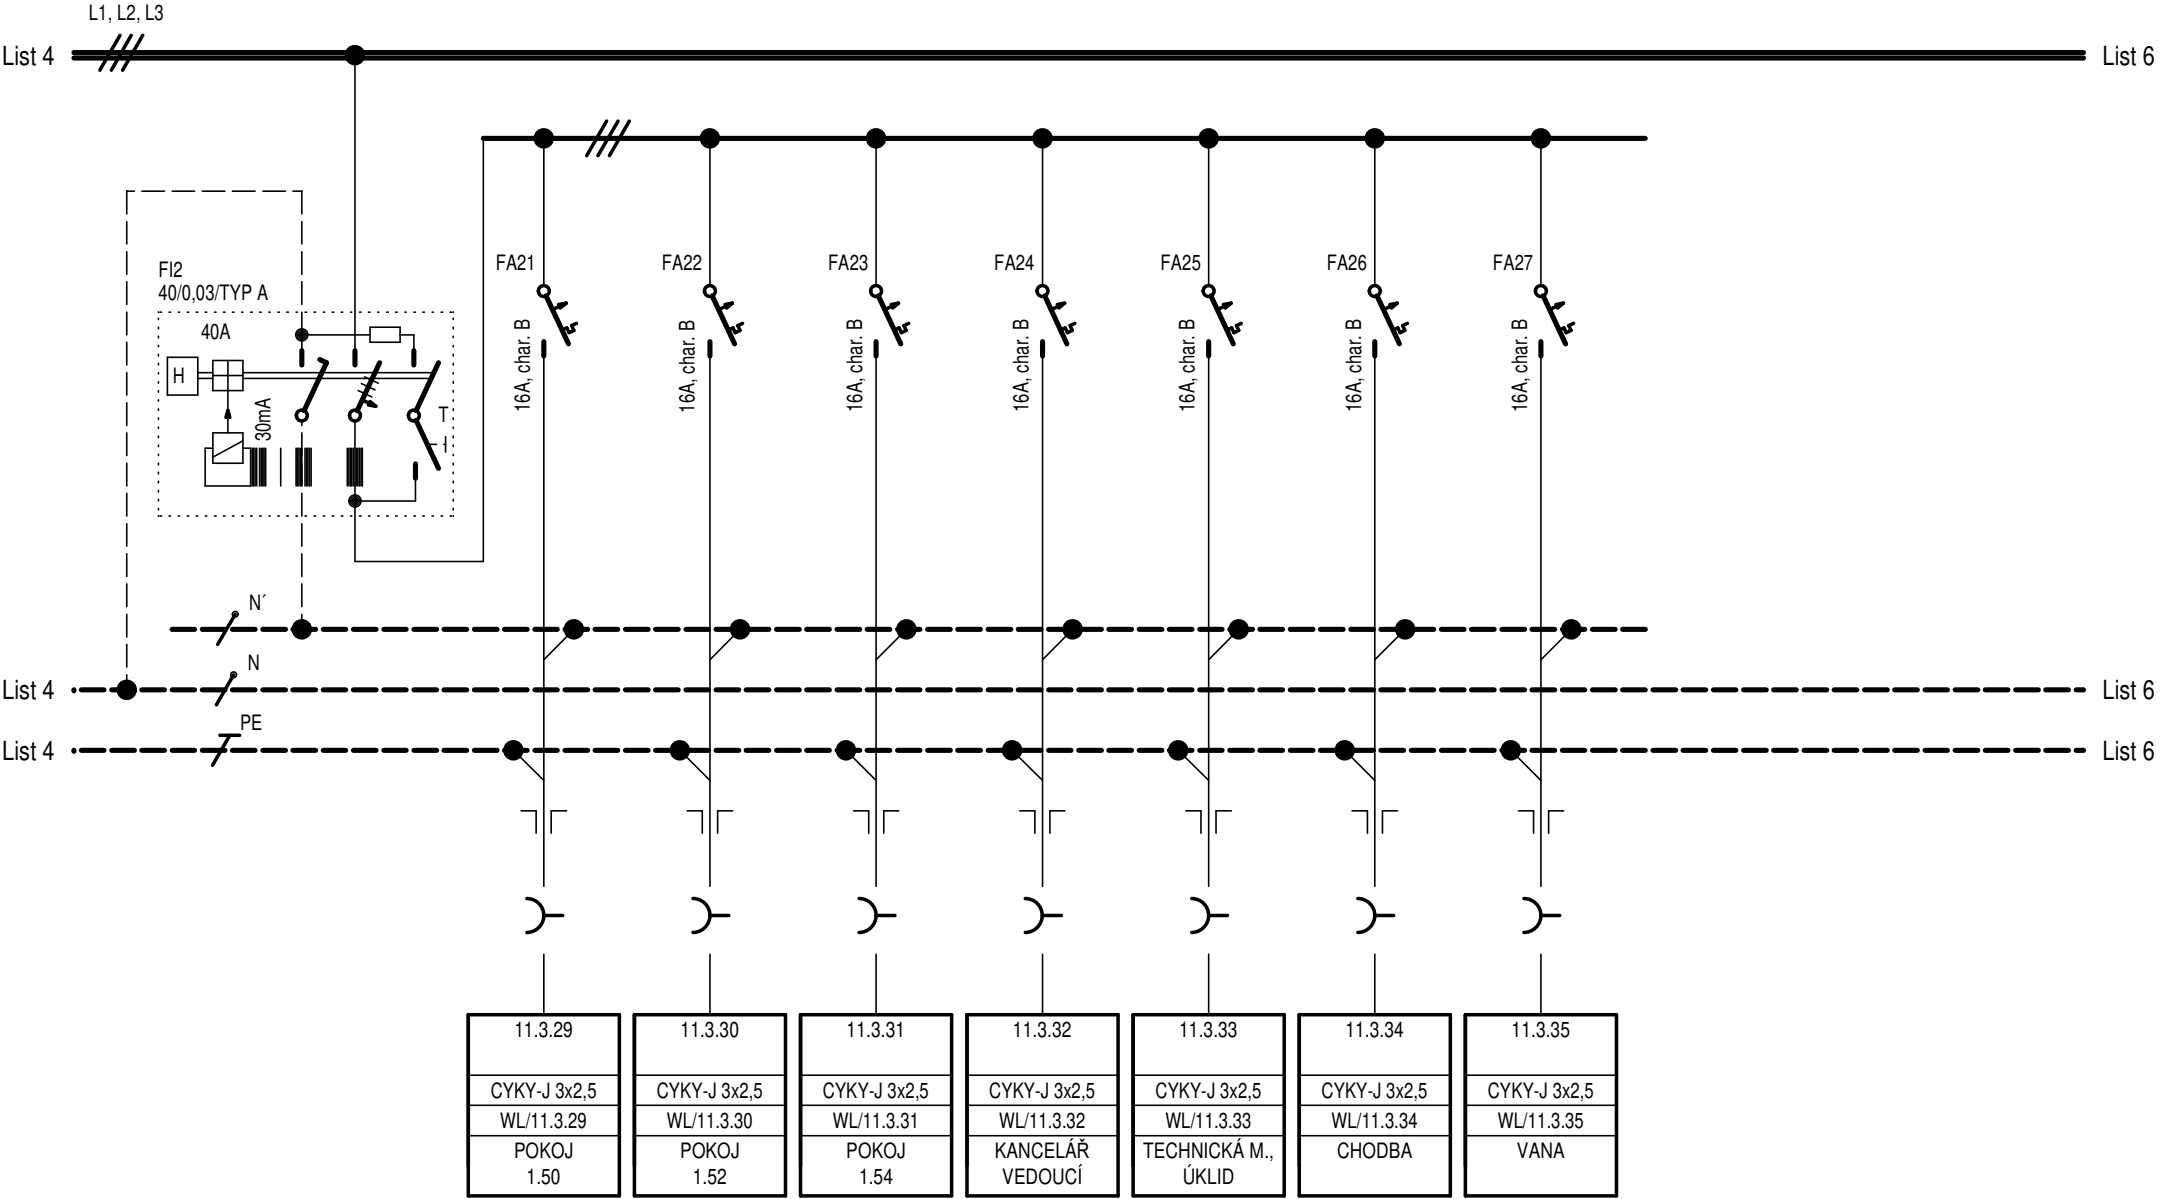 L1, L2, L3
List 4
List 6
FI2
40/0,03/TYP A
40A
H
30mA
T
FA21
16A, char. B
FA22
16A, char. B
FA23
16A, char. B
FA24
16A, char. B
FA25
16A, char. B
FA26
16A, char. B
FA27
16A, char. B
N´
N
List 4
List 6
PE
List 4
List 6
11.3.29
CYKY-J 3x2,5
WL/11.3.29
POKOJ
1.50
11.3.30
CYKY-J 3x2,5
WL/11.3.30
POKOJ
1.52
11.3.31
CYKY-J 3x2,5
WL/11.3.31
POKOJ
1.54
11.3.32
CYKY-J 3x2,5
WL/11.3.32
KANCELÁŘ
VEDOUCÍ
11.3.33
CYKY-J 3x2,5
WL/11.3.33
TECHNICKÁ M.,
ÚKLID
11.3.34
CYKY-J 3x2,5
WL/11.3.34
CHODBA
11.3.35
CYKY-J 3x2,5
WL/11.3.35
VANA